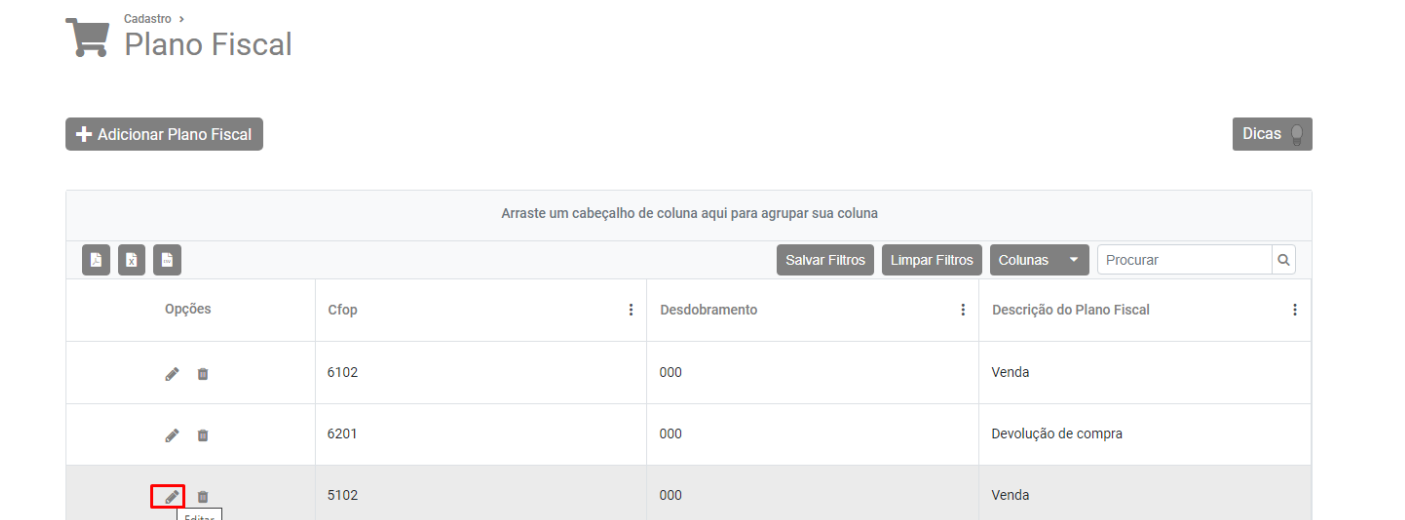 Cadastro >
Plano Fiscal
Adicionar Plano Fiscal
Dicas
Arraste um cabeçalho de coluna aqui para agrupar sua coluna
Salvar Filtros Limpar Filtros Colunas Procurar
Opções Cfop Desdobramento Descrição do Plano Fiscal
6102 000 Venda
6201 000 Devolução de compra
5102 000 Venda
Editar